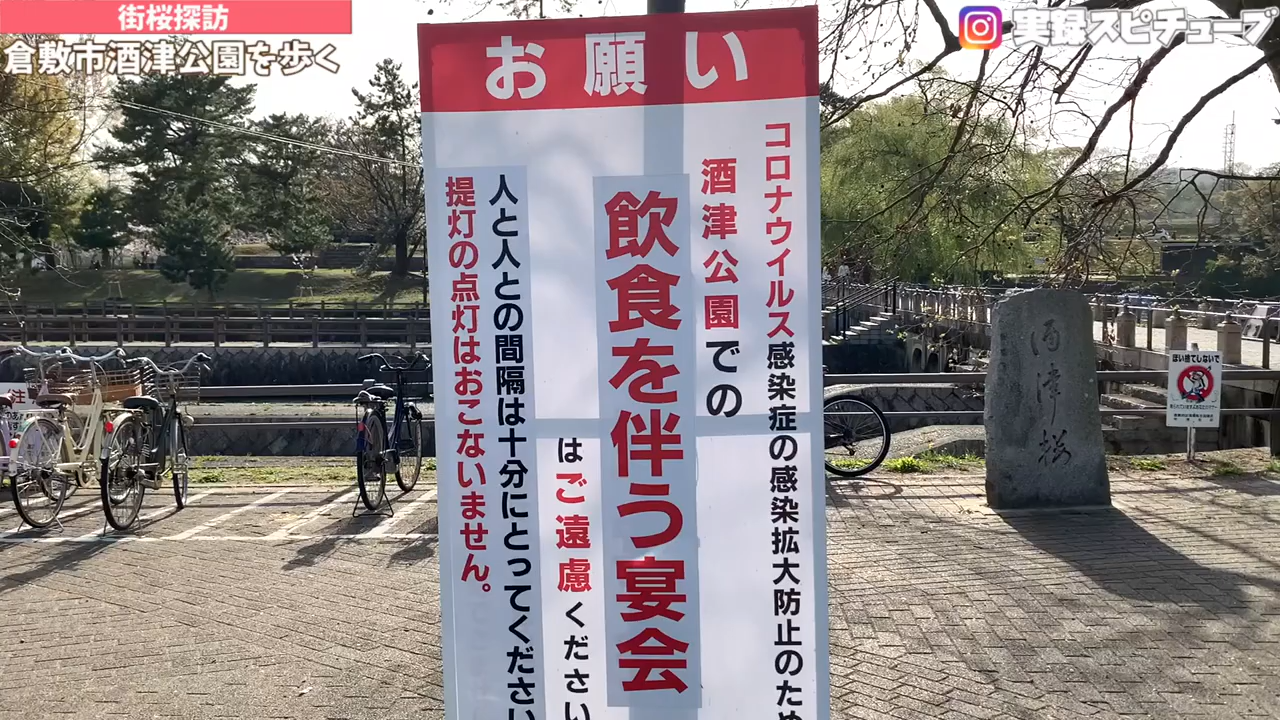 街桜探訪
倉敷市酒津公園を歩く
実録スピチューブ
お願い
コロナウイルス感染症の感染拡大防止のため
酒津公園での
飲食を伴う宴会
はご遠慮ください
人と人との間隔は十分にとってください
提灯の点灯はおこないません。
酒津桜
ぽい捨てしないで